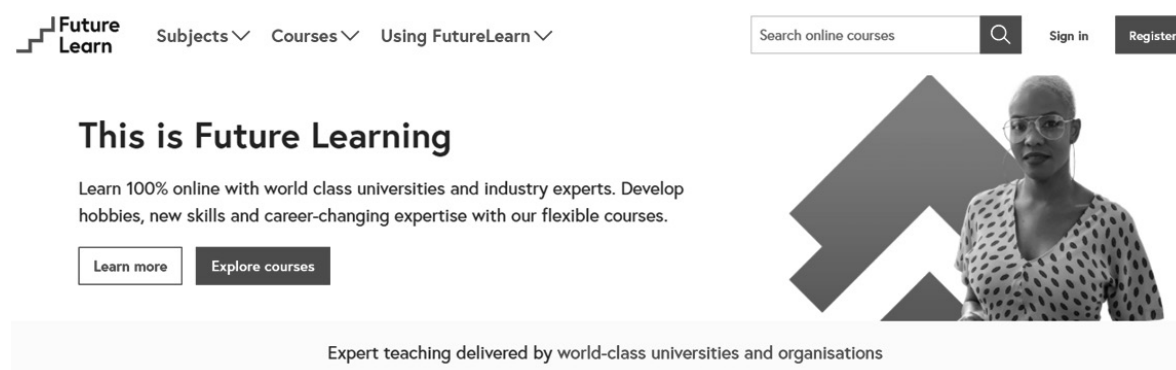 Future
Learn
Subjects Courses Using FutureLearn
Search online courses
Sign in
Register
This is Future Learning
Learn 100% online with world class universities and industry experts. Develop
hobbies, new skills and career-changing expertise with our flexible courses.
Learn more
Explore courses
Expert teaching delivered by world-class universities and organisations